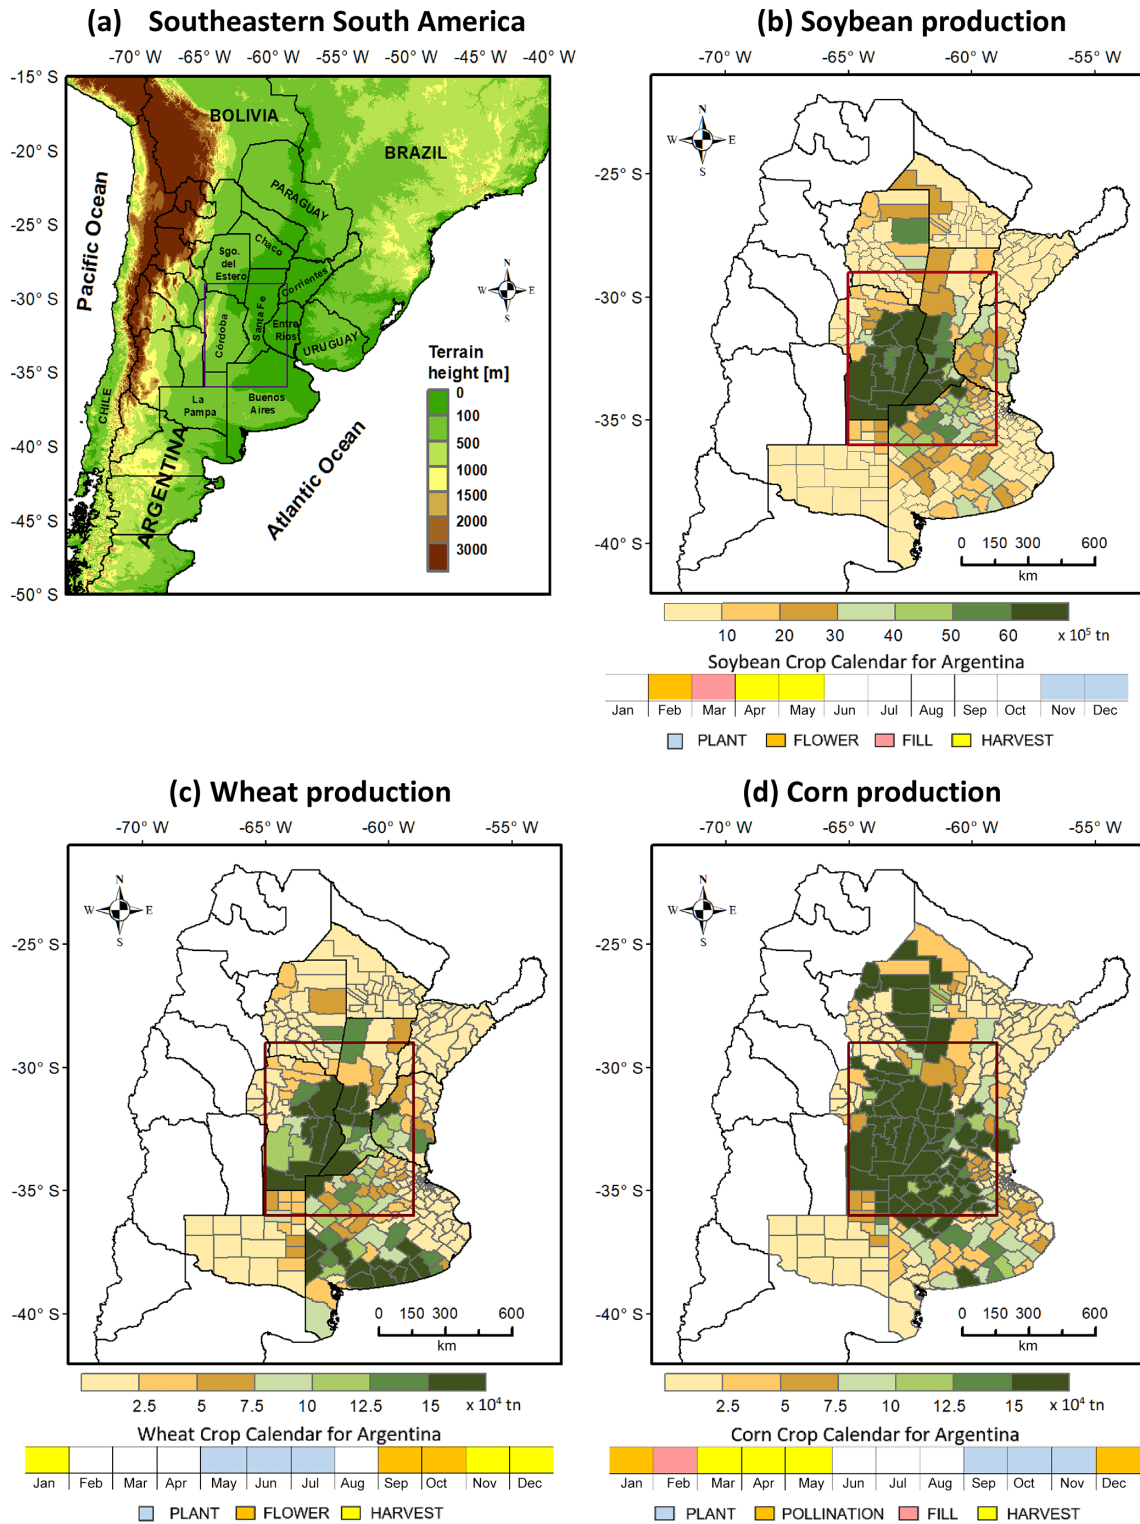 (a) Southeastern South America
-70° W -65° W -60° W -55° W -50° W -45° W -40° W
-15° S
-20° S
-25° S
-30° S
-35° S
-40° S
-45° S
-50° S
BOLIVIA
BRAZIL
PARAGUAY
Pacific Ocean
Chaco
Sgo.
del
Estero
Corrientes
N
W E
S
Córdoba
Santa Fe
Entre
Rios
URUGUAY
CHILE
La
Pampa
Buenos
Aires
ARGENTINA
Atlantic Ocean
Terrain
height [m]
0
100
500
1000
1500
2000
3000
(b) Soybean production
-70° W -65° W -60° W -55° W
N
W E
S
-25° S
-30° S
-35° S
-40° S
0 150 300 600
km
10 20 30 40 50 60 x 10⁵ tn
Soybean Crop Calendar for Argentina
Jan Feb Mar Apr May Jun Jul Aug Sep Oct Nov Dec
PLANT FLOWER FILL HARVEST
(c) Wheat production
-70° W -65° W -60° W -55° W
N
W E
S
-25° S
-30° S
-35° S
-40° S
0 150 300 600
km
2.5 5 7.5 10 12.5 15 x 10⁴ tn
Wheat Crop Calendar for Argentina
Jan Feb Mar Apr May Jun Jul Aug Sep Oct Nov Dec
PLANT FLOWER HARVEST
(d) Corn production
-70° W -65° W -60° W -55° W
N
W E
S
-25° S
-30° S
-35° S
-40° S
0 150 300 600
km
2.5 5 7.5 10 12.5 15 x 10⁴ tn
Corn Crop Calendar for Argentina
Jan Feb Mar Apr May Jun Jul Aug Sep Oct Nov Dec
PLANT POLLINATION FILL HARVEST